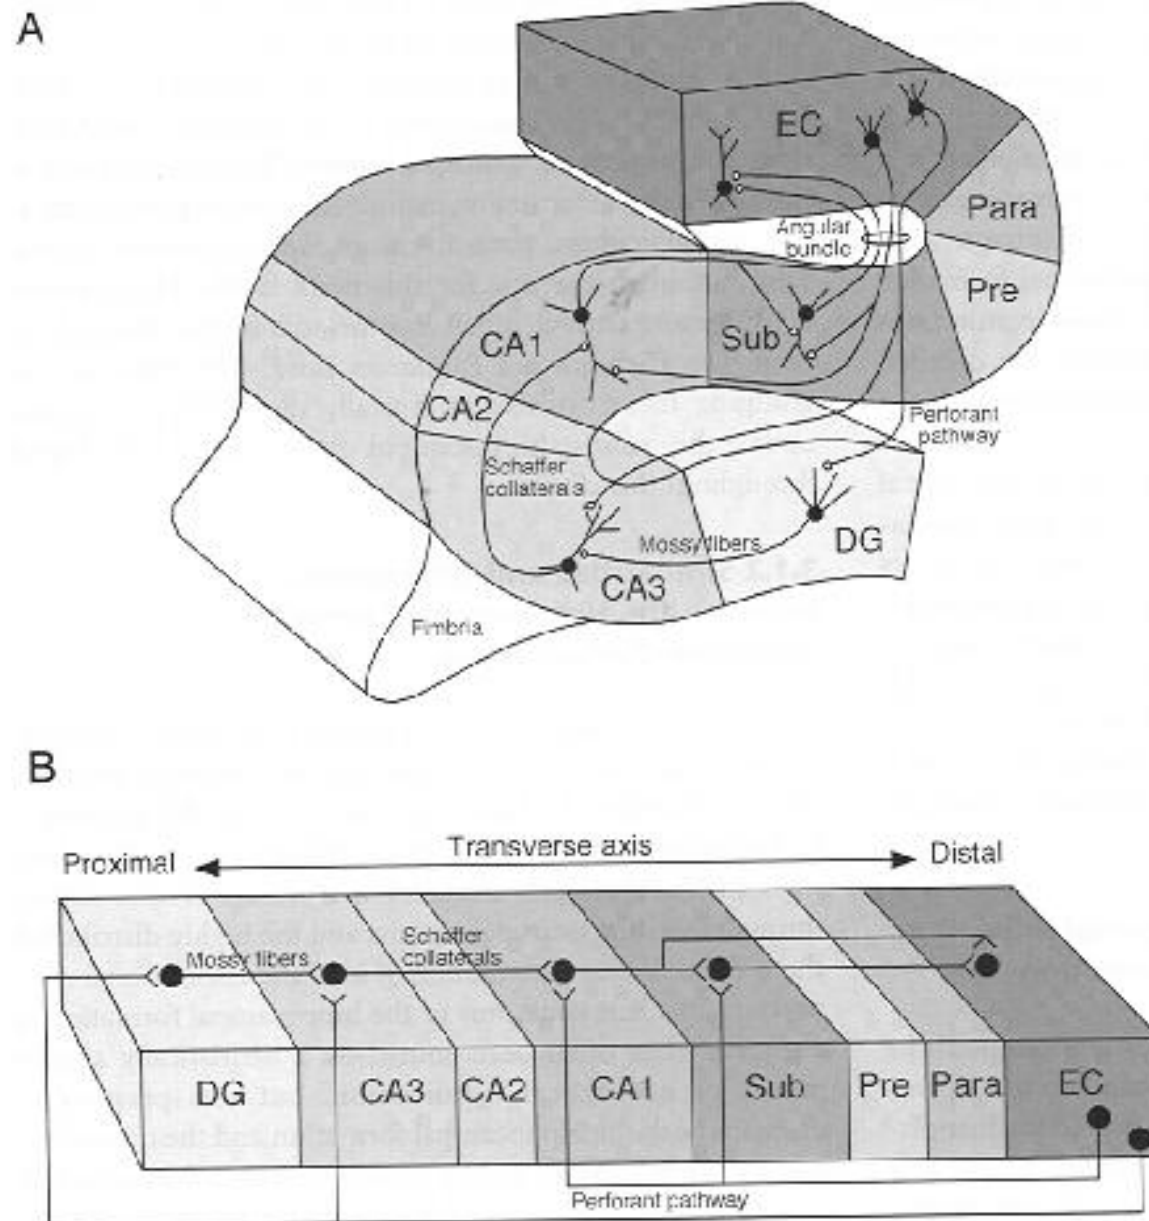 A
EC
Para
Angular
bundle
Pre
CA1
Sub
CA2
Perforant
pathway
Schaffer
collaterals
Mossy fibers
DG
CA3
Fimbria
B
Proximal
Transverse axis
Distal
Mossy fibers
Schaffer
collaterals
DG
CA3
CA2
CA1
Sub
Pre
Para
EC
Perforant pathway